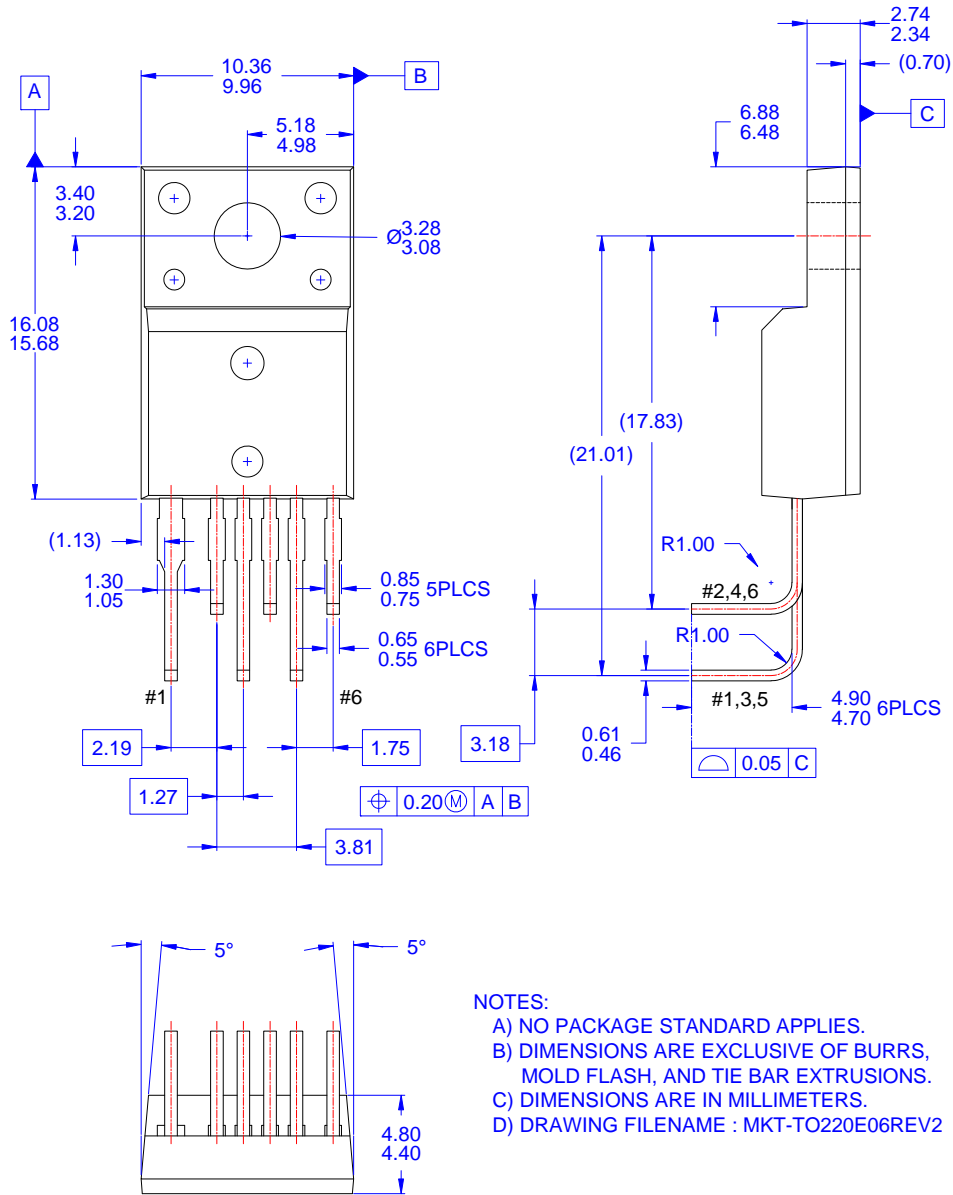 2.74
2.34
(0.70)
10.36
9.96
B
A
C
5.18
4.98
6.88
6.48
3.40
3.20
Ø3.28
3.08
16.08
15.68
(17.83)
(21.01)
(1.13)
R1.00
1.30
1.05
0.85
0.75 5PLCS
#2,4,6
0.65
0.55 6PLCS
R1.00
#1
#6
#1,3,5
4.90
4.70 6PLCS
2.19
1.75
3.18
0.61
0.46
0.05 C
1.27
⌖ 0.20Ⓜ A B
3.81
5°
5°
4.80
4.40
NOTES:
A) NO PACKAGE STANDARD APPLIES.
B) DIMENSIONS ARE EXCLUSIVE OF BURRS,
MOLD FLASH, AND TIE BAR EXTRUSIONS.
C) DIMENSIONS ARE IN MILLIMETERS.
D) DRAWING FILENAME : MKT-TO220E06REV2